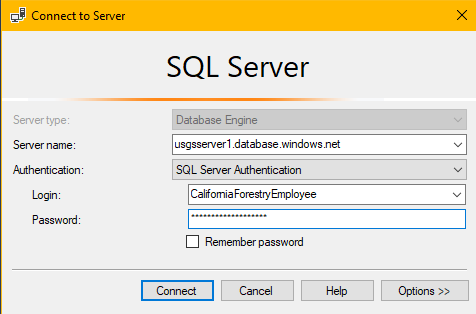 Connect to Server
SQL Server
Server type: Database Engine
Server name: usgsserver1.database.windows.net
Authentication: SQL Server Authentication
Login: CaliforniaForestryEmployee
Password: *******************
Remember password
Connect Cancel Help Options >>